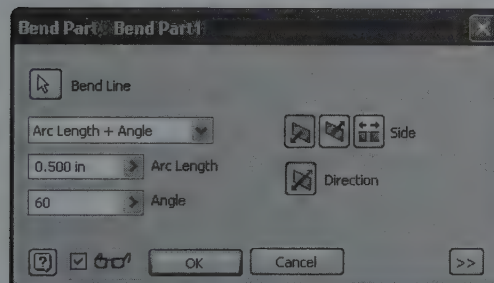 Bend Part : Bend Part1
Bend Line
Arc Length + Angle
Side
0.500 in Arc Length
Direction
60 Angle
OK Cancel >>